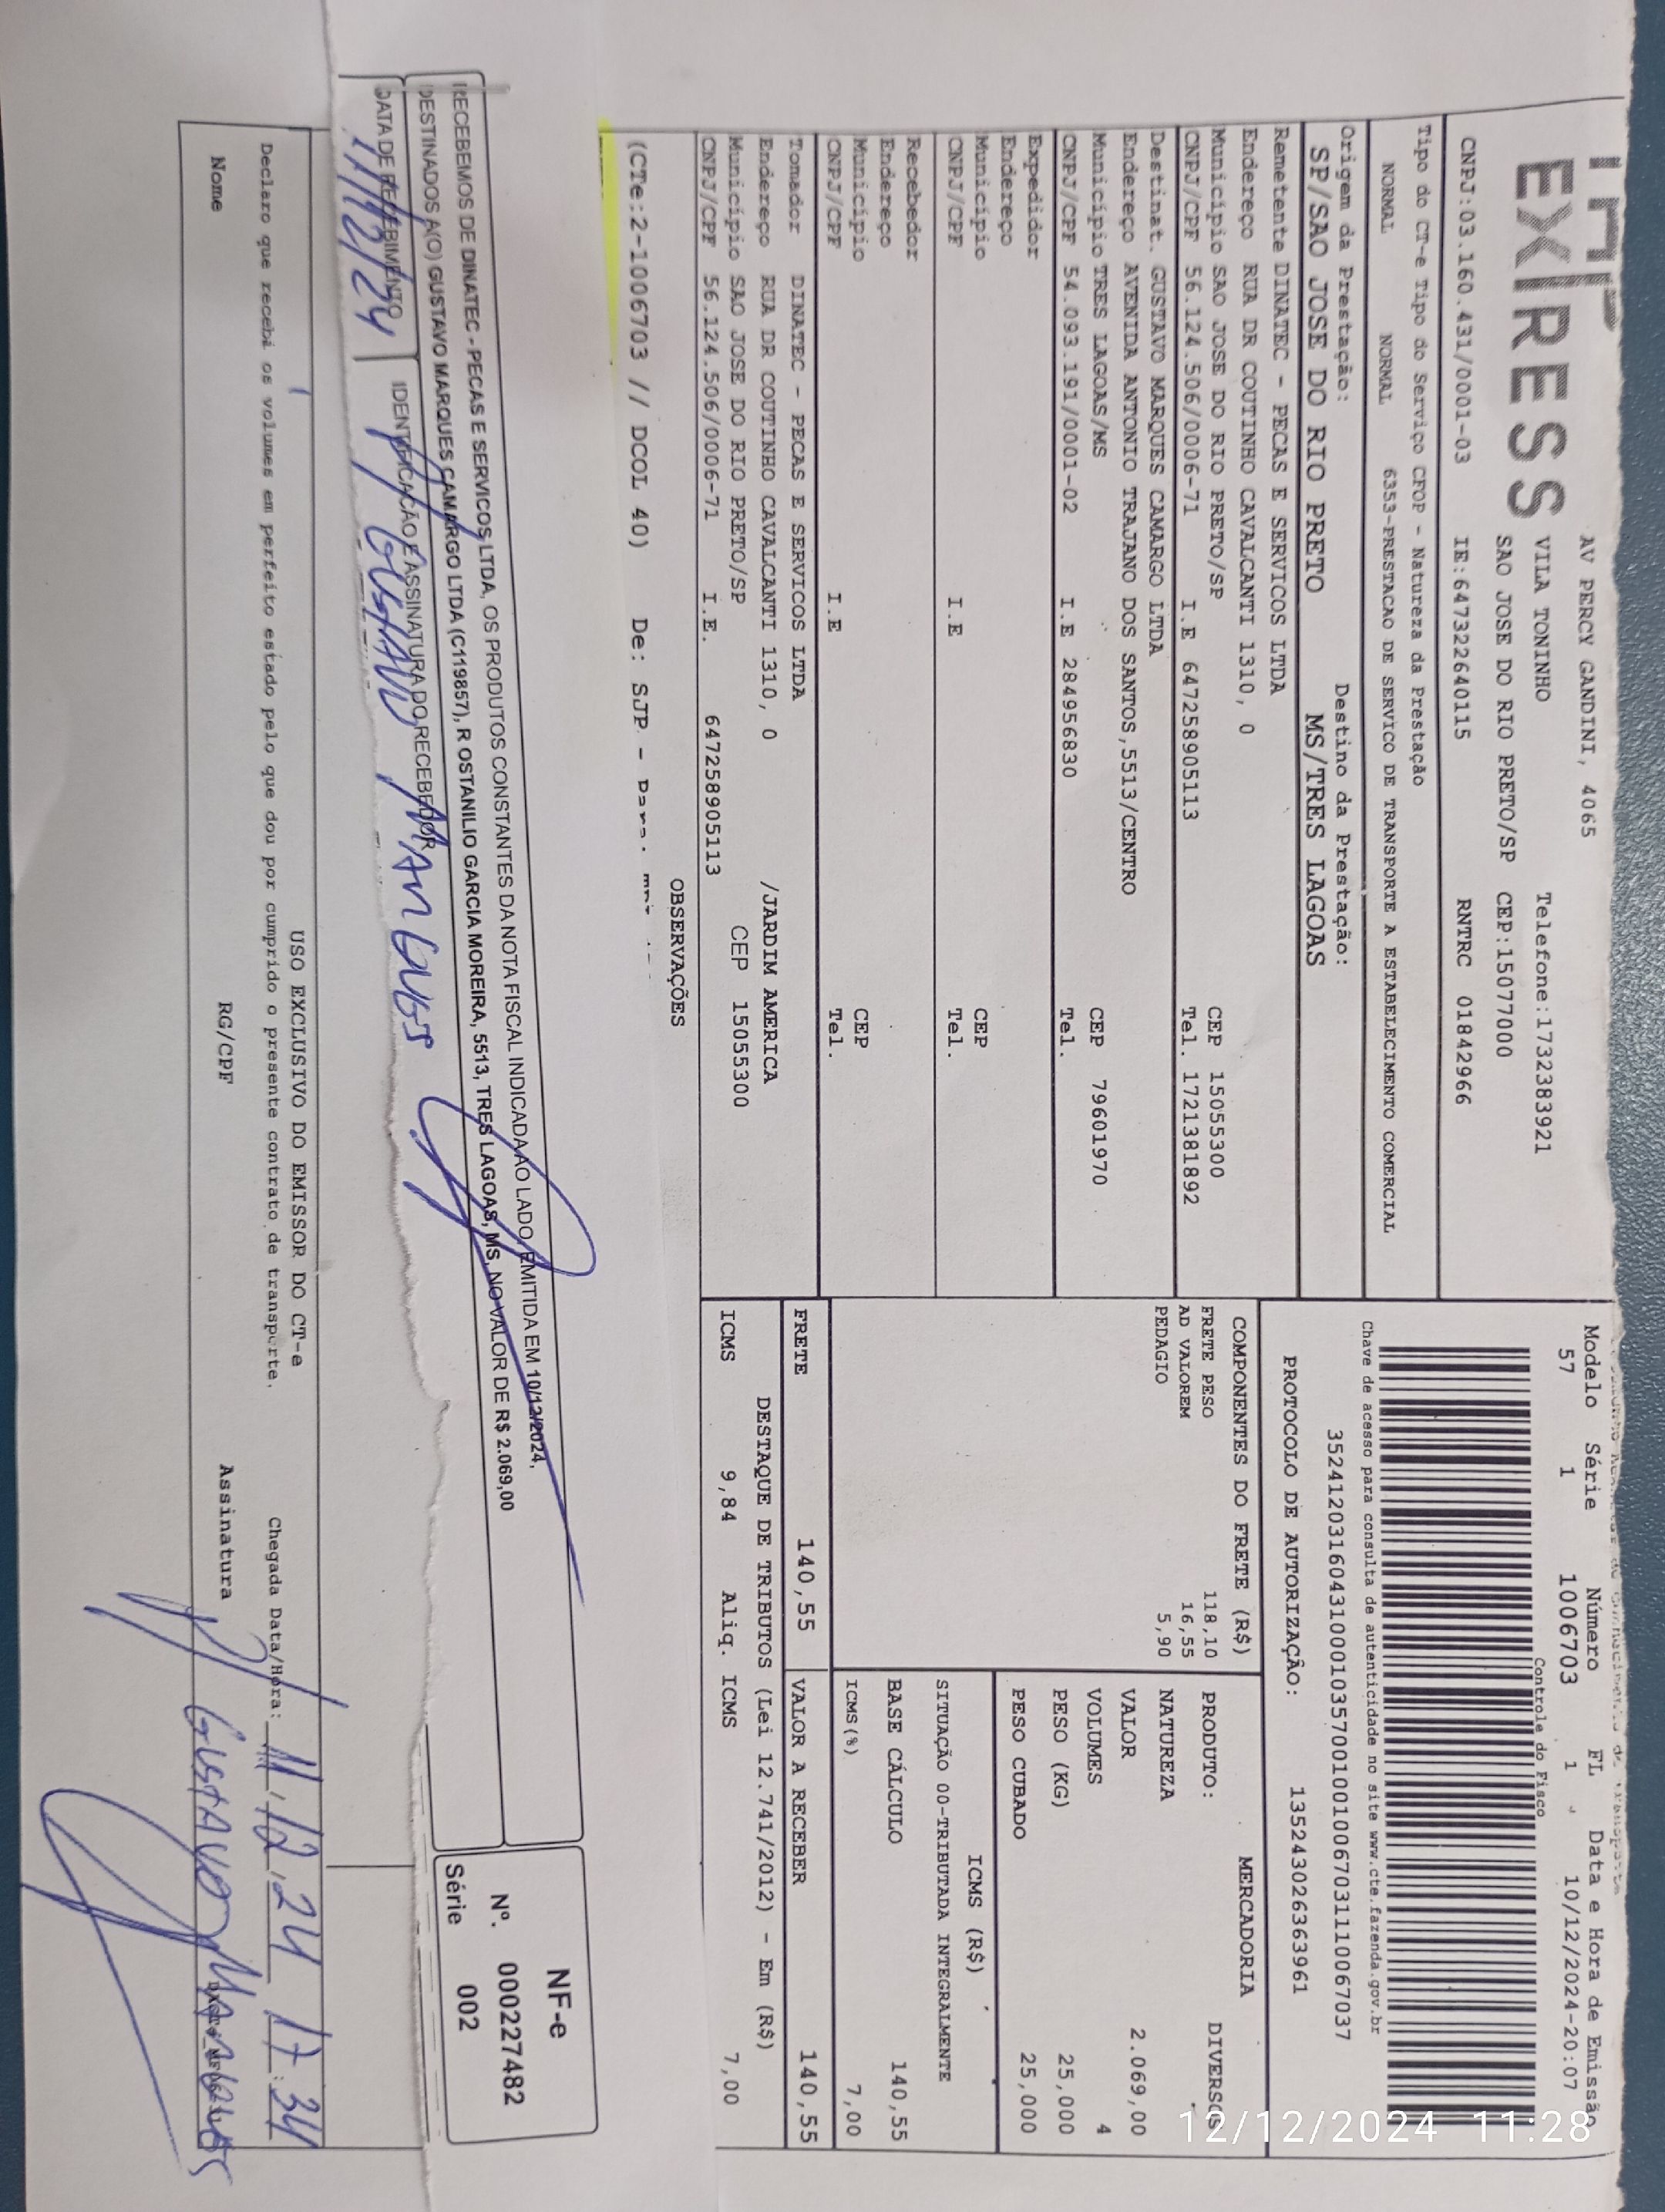 EXPRESS
AV PERCY GANDINI, 4065
VILA TONINHO Telefone:1732383921
SAO JOSE DO RIO PRETO/SP CEP:15077000
CNPJ:03.160.431/0001-03 IE:647322640115 RNTRC 01842966
Modelo Série Número FL Data e Hora de Emissão
57 1 1006703 1 10/12/2024-20:07
Controle do Fisco
Chave de acesso para consulta de autenticidade no site www.cte.fazenda.gov.br
35241203160431000103570010010067031110067037
PROTOCOLO DE AUTORIZAÇÃO: 135243026363961
Tipo do CT-e Tipo do Serviço CFOP - Natureza da Prestação
NORMAL NORMAL 6353-PRESTACAO DE SERVICO DE TRANSPORTE A ESTABELECIMENTO COMERCIAL
Origem da Prestação: Destino da Prestação:
SP/SAO JOSE DO RIO PRETO MS/TRES LAGOAS
Remetente DINATEC - PECAS E SERVICOS LTDA
Endereço RUA DR COUTINHO CAVALCANTI 1310, 0
Município SAO JOSE DO RIO PRETO/SP CEP 15055300
CNPJ/CPF 56.124.506/0006-71 I.E 647258905113 Tel. 172138 1892
Destinat. GUSTAVO MARQUES CAMARGO LTDA
Endereço AVENIDA ANTONIO TRAJANO DOS SANTOS,5513/CENTRO
Município TRES LAGOAS/MS CEP 79601970
CNPJ/CPF 54.093.191/0001-02 I.E 284956830 Tel.
Expedidor
Endereço
Município CEP
CNPJ/CPF I.E Tel.
Recebedor
Endereço
Município CEP
CNPJ/CPF I.E Tel.
Tomador DINATEC - PECAS E SERVICOS LTDA
Endereço RUA DR COUTINHO CAVALCANTI 1310, 0 /JARDIM AMERICA
Município SAO JOSE DO RIO PRETO/SP CEP 15055300
CNPJ/CPF 56.124.506/0006-71 I.E. 647258905113
COMPONENTES DO FRETE (R$)
FRETE PESO 118,10
AD VALOREM 16,55
PEDAGIO 5,90
MERCADORIA
PRODUTO: DIVERSOS
NATUREZA
VALOR 2.069,00
VOLUMES 4
PESO (KG) 25,000
PESO CUBADO 25,000
ICMS (R$)
SITUAÇÃO 00-TRIBUTADA INTEGRALMENTE
BASE CÁLCULO 140,55
ICMS(%) 7,00
FRETE 140,55 VALOR A RECEBER 140,55
DESTAQUE DE TRIBUTOS (Lei 12.741/2012) - Em (R$)
ICMS 9,84 Aliq. ICMS 7,00
OBSERVAÇÕES
(CTe:2-1006703 // DCOL 40) De: SJP -
RECEBEMOS DE DINATEC - PECAS E SERVICOS LTDA, OS PRODUTOS CONSTANTES DA NOTA FISCAL INDICADA AO LADO, EMITIDA EM 10/12/2024,
DESTINADOS A(O) GUSTAVO MARQUES CAMARGO LTDA (C119857), R OSTANILIO GARCIA MOREIRA, 5513, TRES LAGOAS, MS, NO VALOR DE R$ 2.069,00
DATA DE RECEBIMENTO IDENTIFICAÇÃO E ASSINATURA DO RECEBEDOR
11/12/24 GUSTAVO MARQUES
NF-e
Nº. 000227482
Série 002
USO EXCLUSIVO DO EMISSOR DO CT-e
Declaro que recebi os volumes em perfeito estado pelo que dou por cumprido o presente contrato de transporte. Chegada Data/Hora: 11/12/24 17:34
Nome RG/CPF Assinatura GUSTAVO MARQUES
12/12/2024 11:28